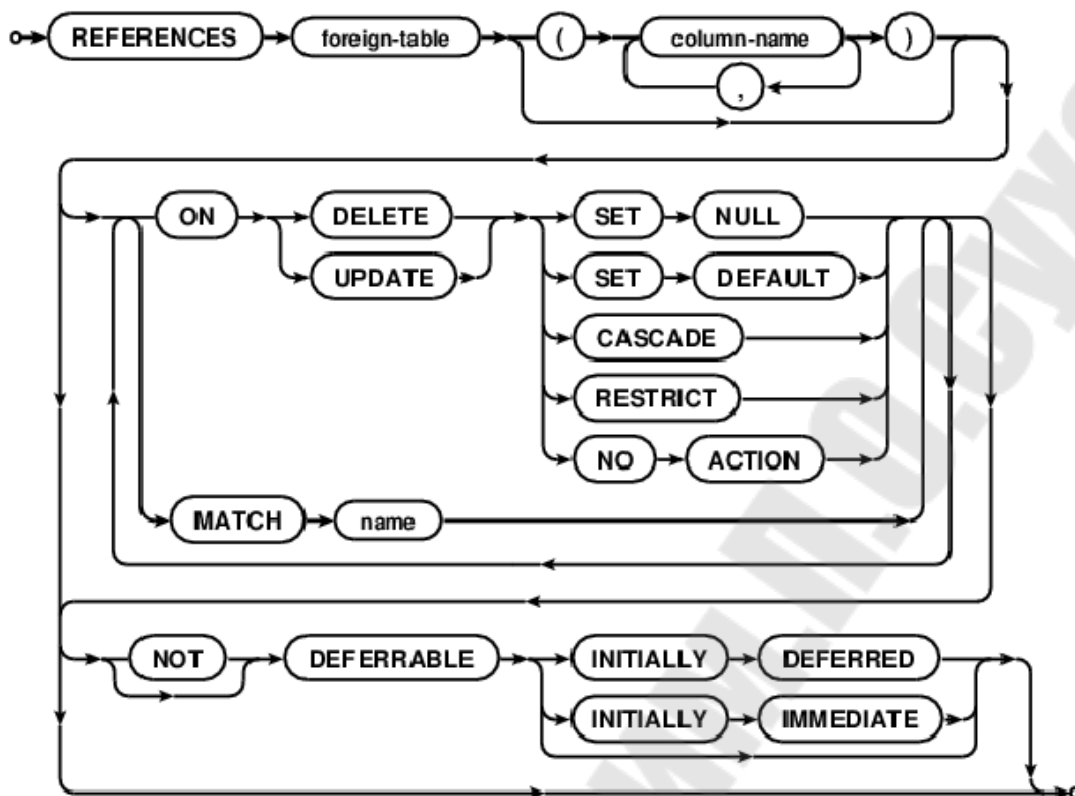 REFERENCES foreign-table ( column-name )
,
ON DELETE SET NULL
UPDATE SET DEFAULT
CASCADE
RESTRICT
NO ACTION
MATCH name
NOT DEFERRABLE INITIALLY DEFERRED
INITIALLY IMMEDIATE